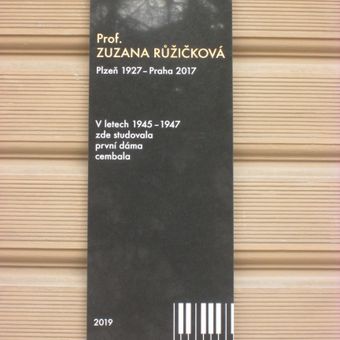 Prof.
ZUZANA RŮŽIČKOVÁ
Plzeň 1927 – Praha 2017
V letech 1945 – 1947
zde studovala
první dáma
cembala
2019